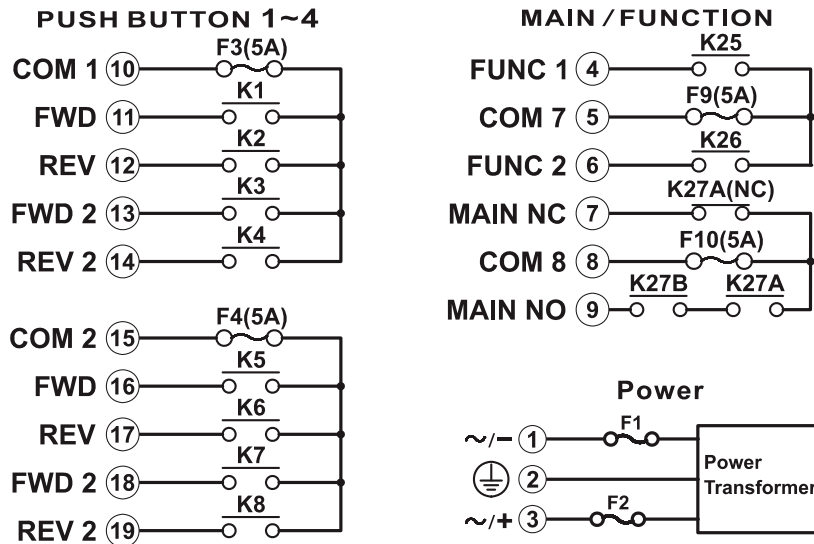 PUSH BUTTON 1~4
F3(5A)
COM 1 10
K1
FWD 11
K2
REV 12
K3
FWD 2 13
K4
REV 2 14
F4(5A)
COM 2 15
K5
FWD 16
K6
REV 17
K7
FWD 2 18
K8
REV 2 19
MAIN / FUNCTION
K25
FUNC 1 4
F9(5A)
COM 7 5
K26
FUNC 2 6
K27A(NC)
MAIN NC 7
F10(5A)
COM 8 8
K27B K27A
MAIN NO 9
Power
F1
~/- 1
2
F2
~/+ 3
Power
Transformer